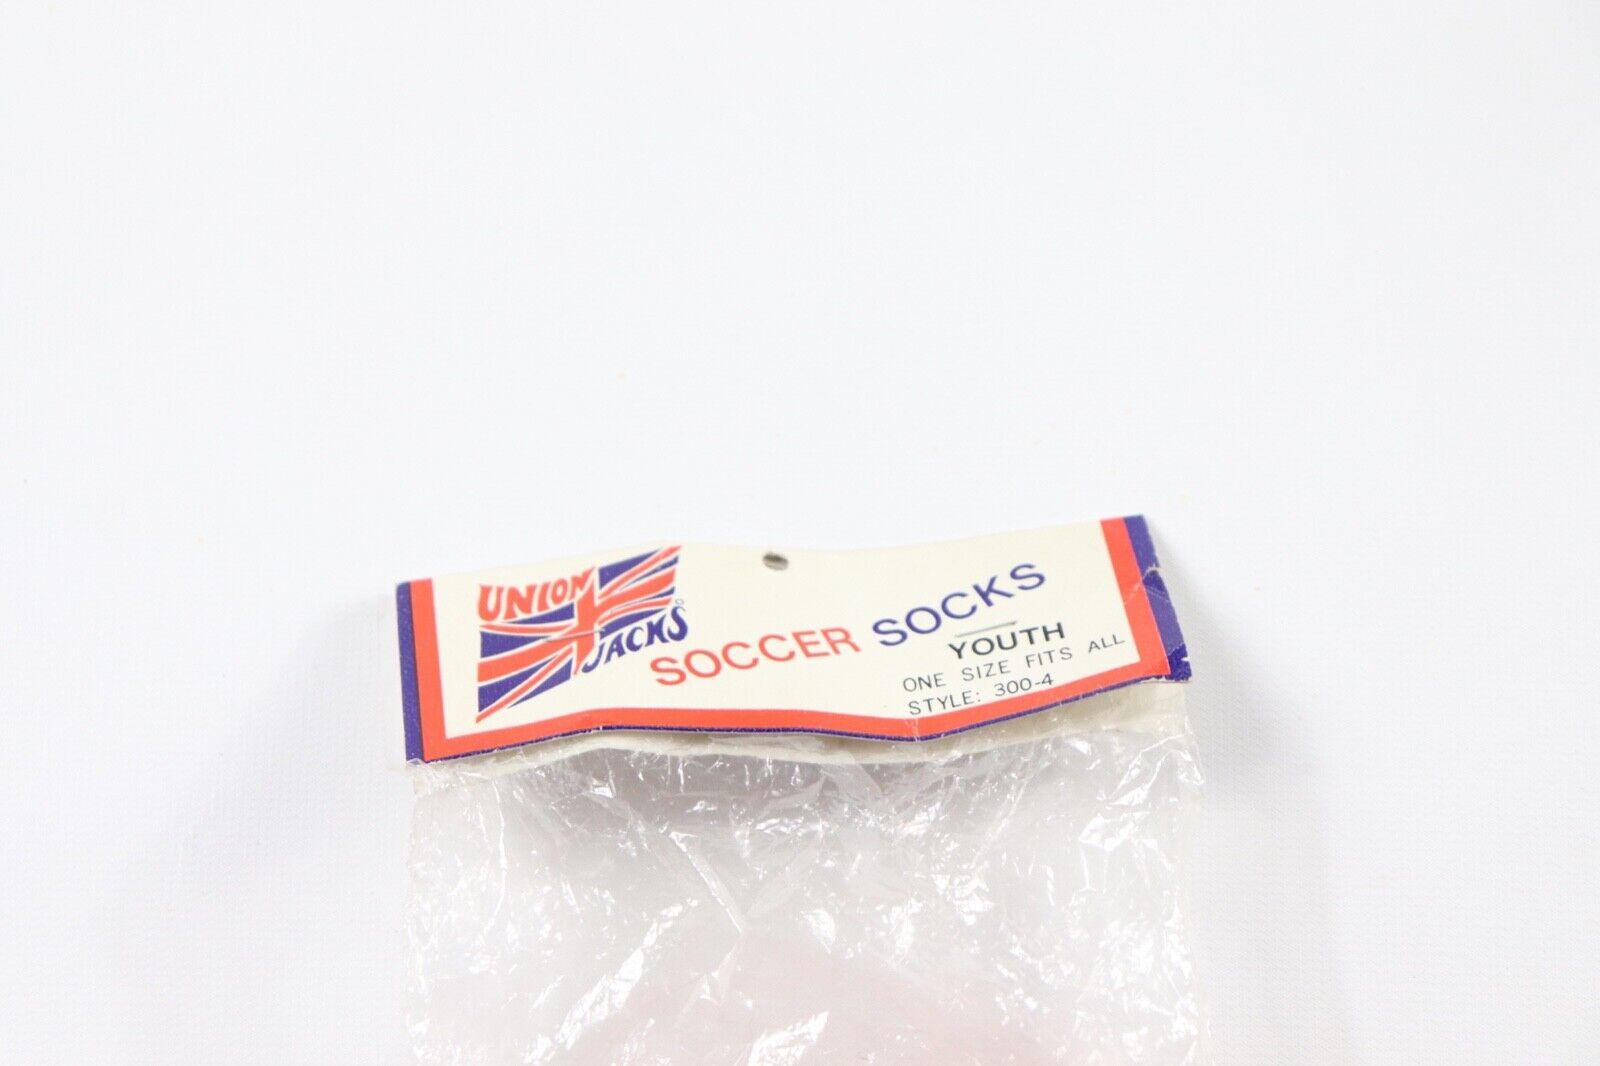 UNION
JACKS
SOCCER SOCKS
YOUTH
ONE SIZE FITS ALL
STYLE: 300-4